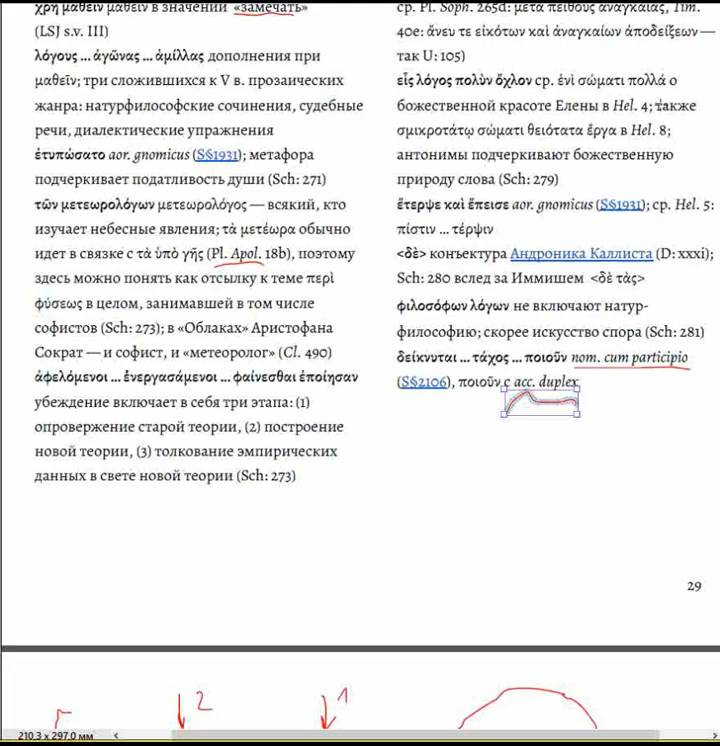 χρὴ μαθεῖν μαθεῖν в значении «замечать»
(LSJ s.v. III)
λόγους ... ἀγῶνας ... ἁμίλλας дополнения при
μαθεῖν; три сложившихся к V в. прозаических
жанра: натурфилософские сочинения, судебные
речи, диалектические упражнения
ἐτυπώσατο aor. gnomicus (S§1931); метафора
подчеркивает податливость души (Sch: 271)
τῶν μετεωρολόγων μετεωρολόγος — всякий, кто
изучает небесные явления; τὰ μετέωρα обычно
идет в связке с τὰ ὑπὸ γῆς (Pl. Apol. 18b), поэтому
здесь можно понять как отсылку к теме περὶ
φύσεως в целом, занимавшей в том числе
софистов (Sch: 273); в «Облаках» Аристофана
Сократ — и софист, и «метеоролог» (Cl. 490)
ἀφελόμενοι ... ἐνεργασάμενοι ... φαίνεσθαι ἐποίησαν
убеждение включает в себя три этапа: (1)
опровержение старой теории, (2) построение
новой теории, (3) толкование эмпирических
данных в свете новой теории (Sch: 273)
ср. Pl. Soph. 265d: μετὰ πειθοῦς ἀναγκαίας, Tim.
40e: ἄνευ τε εἰκότων καὶ ἀναγκαίων ἀποδείξεων —
так U: 105)
εἷς λόγος πολὺν ὄχλον ср. ἑνὶ σώματι πολλά о
божественной красоте Елены в Hel. 4; также
σμικροτάτῳ σώματι θειότατα ἔργα в Hel. 8;
антонимы подчеркивают божественную
природу слова (Sch: 279)
ἔτερψε καὶ ἔπεισε aor. gnomicus (S§1931); ср. Hel. 5:
πίστιν ... τέρψιν
<δὲ> конъектура Андроника Каллиста (D: xxxi);
Sch: 280 вслед за Иммишем <δὲ τὰς>
φιλοσόφων λόγων не включают натур-
философию; скорее искусство спора (Sch: 281)
δείκνυται ... τάχος ... ποιοῦν nom. cum participio
(S§2106), ποιοῦν с acc. duplex
29
2
1
210.3 x 297.0 мм